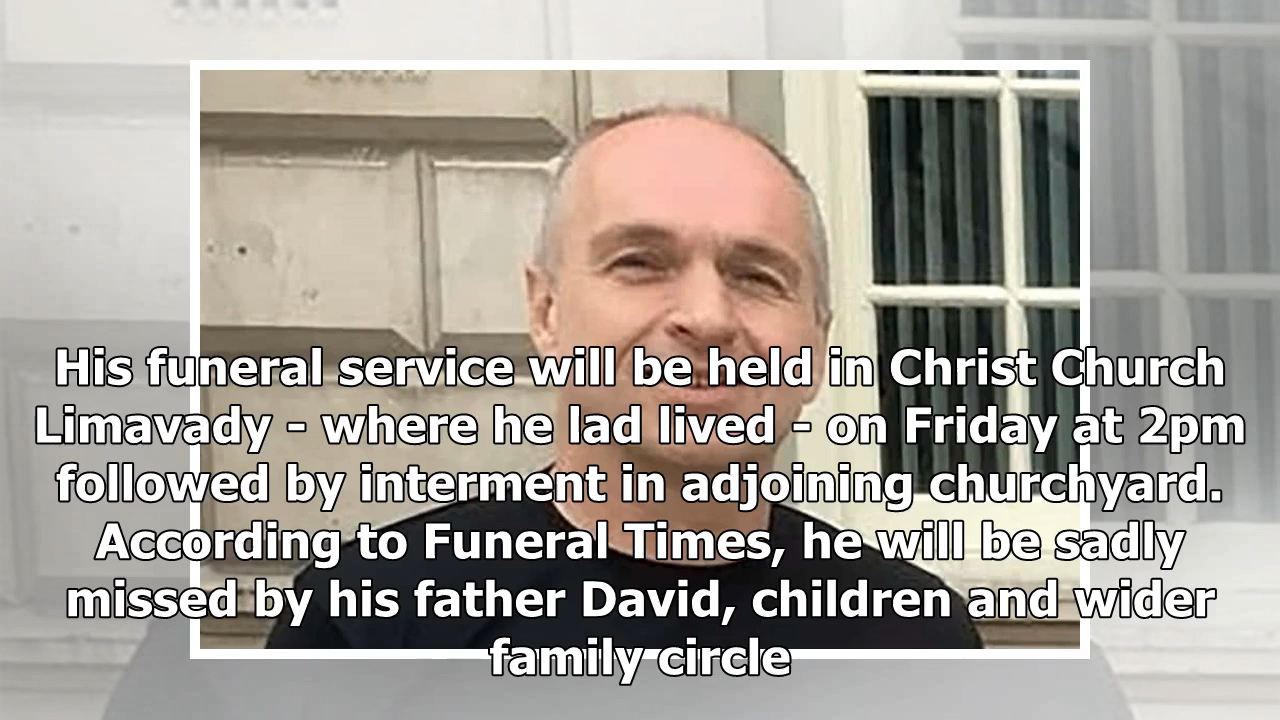 His funeral service will be held in Christ Church
Limavady - where he lad lived - on Friday at 2pm
followed by interment in adjoining churchyard.
According to Funeral Times, he will be sadly
missed by his father David, children and wider
family circle